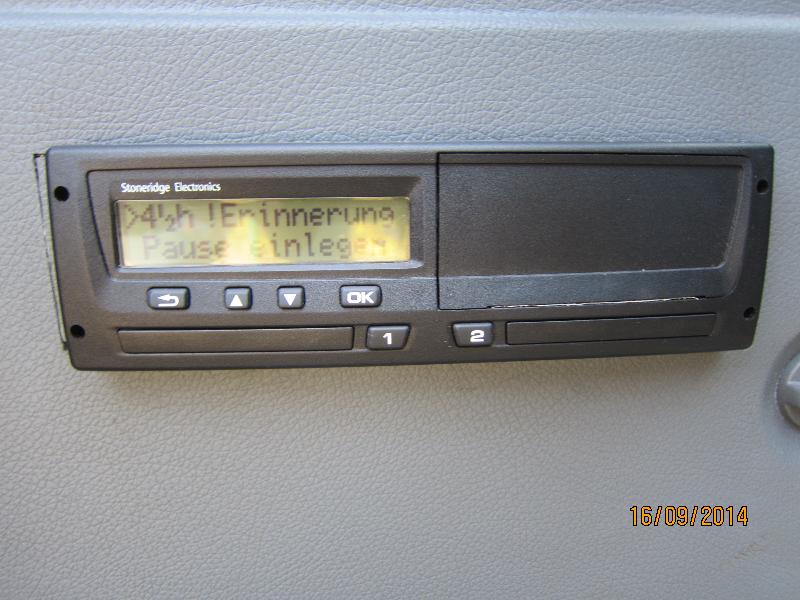 Stoneridge Electronics
>4½h !Erinnerung
Pause einlegen
OK
1
2
16/09/2014